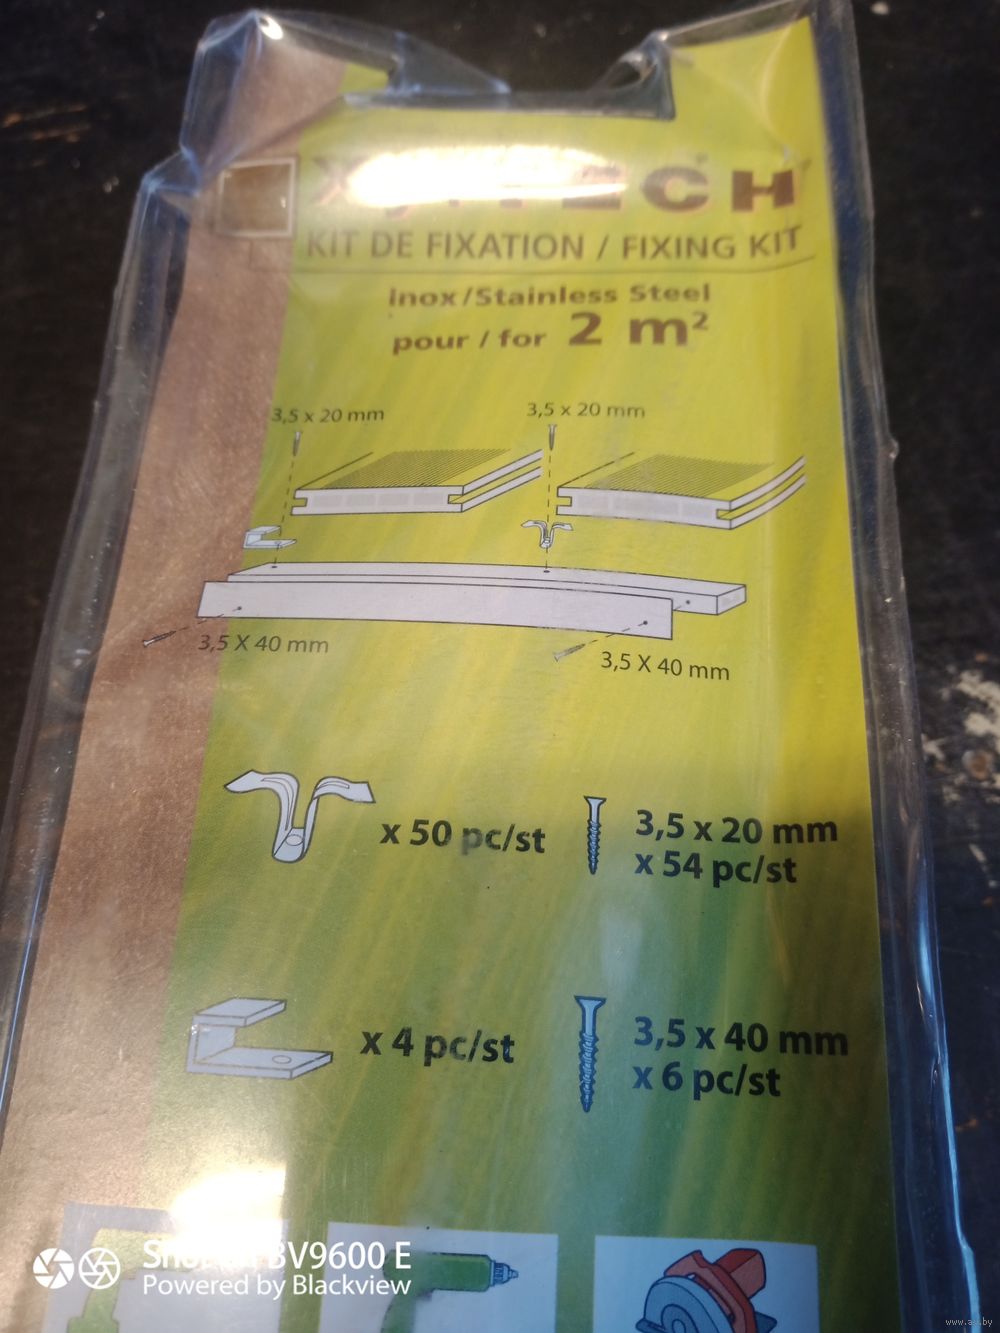 KIT DE FIXATION / FIXING KIT
Inox/Stainless Steel
pour / for 2 m²
3,5 x 20 mm
3,5 x 20 mm
3,5 X 40 mm
3,5 X 40 mm
x 50 pc/st
3,5 x 20 mm
x 54 pc/st
x 4 pc/st
3,5 x 40 mm
x 6 pc/st
BV9600 E
Powered by Blackview